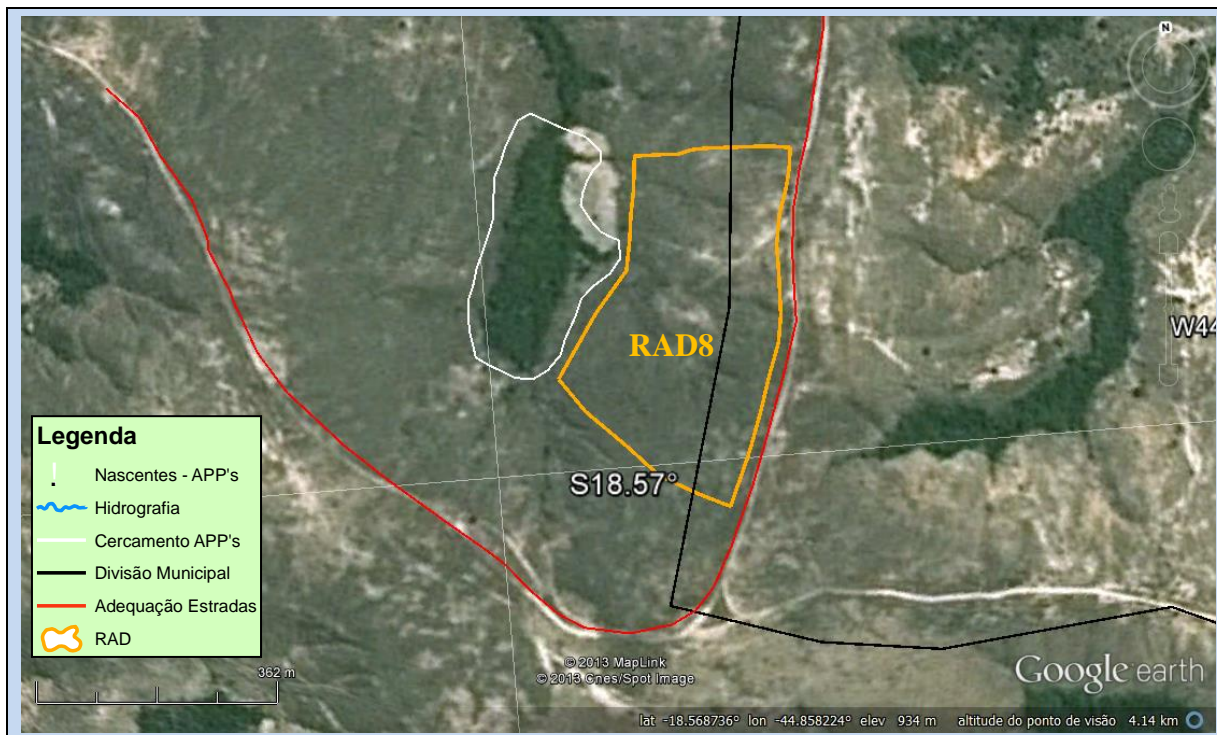 N
RAD8
W44
S18.57°
Legenda
Nascentes - APP's
Hidrografia
Cercamento APP's
Divisão Municipal
Adequação Estradas
RAD
362 m
© 2013 MapLink
© 2013 Cnes/Spot Image
Google earth
lat -18.568736° lon -44.858224° elev 934 m altitude do ponto de visão 4.14 km